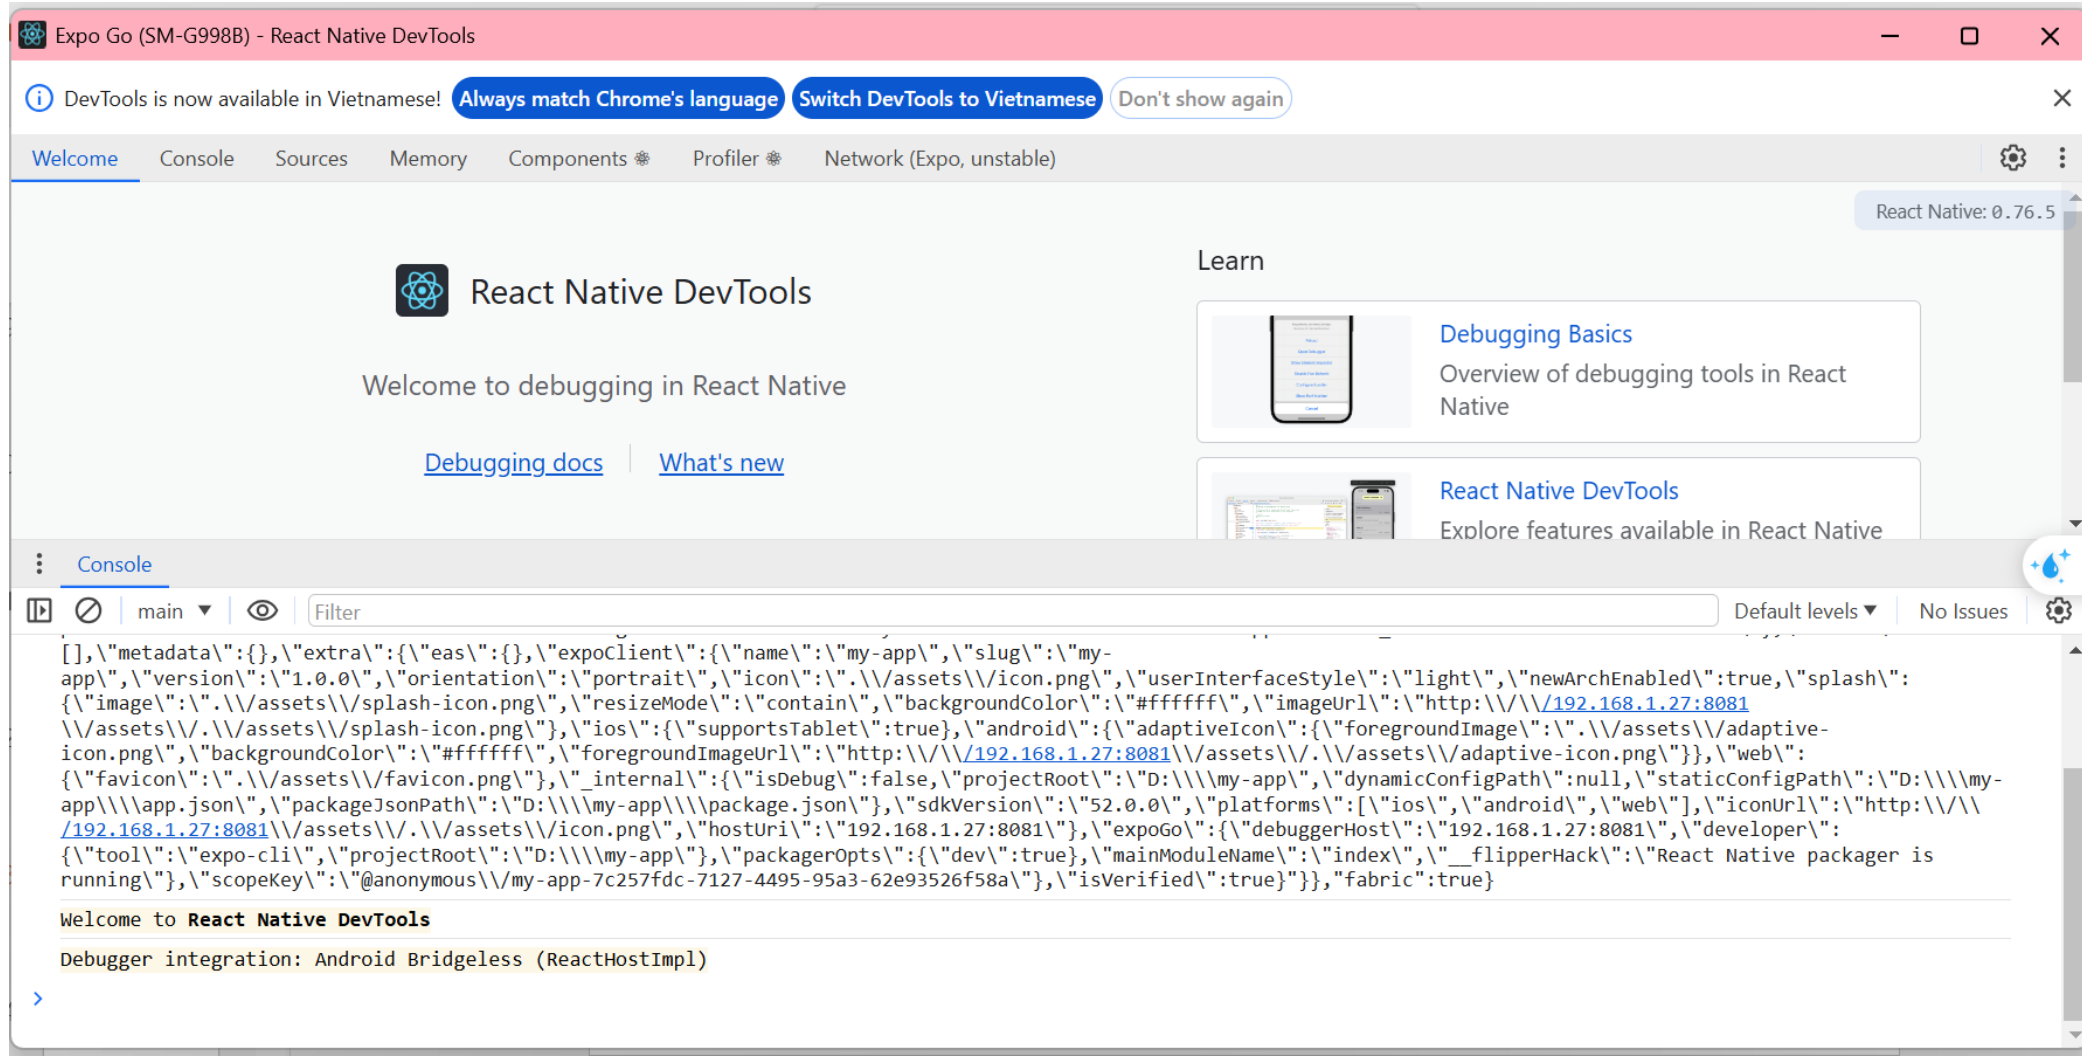 Expo Go (SM-G998B) - React Native DevTools
DevTools is now available in Vietnamese! Always match Chrome's language Switch DevTools to Vietnamese Don't show again
Welcome Console Sources Memory Components Profiler Network (Expo, unstable)
React Native: 0.76.5
React Native DevTools
Welcome to debugging in React Native
Debugging docs What's new
Learn
Debugging Basics
Overview of debugging tools in React
Native
React Native DevTools
Explore features available in React Native
Console
main Filter Default levels No Issues
[],\"metadata\":{},\"extra\":{\"eas\":{},\"expoClient\":{\"name\":\"my-app\",\"slug\":\"my-
app\",\"version\":\"1.0.0\",\"orientation\":\"portrait\",\"icon\":\".\\/assets\\/icon.png\",\"userInterfaceStyle\":\"light\",\"newArchEnabled\":true,\"splash\":
{\"image\":\".\\/assets\\/splash-icon.png\",\"resizeMode\":\"contain\",\"backgroundColor\":\"#ffffff\",\"imageUrl\":\"http:\\/\\/192.168.1.27:8081
\\/assets\\/.\\/assets\\/splash-icon.png\"},\"ios\":{\"supportsTablet\":true},\"android\":{\"adaptiveIcon\":{\"foregroundImage\":\".\\/assets\\/adaptive-
icon.png\",\"backgroundColor\":\"#ffffff\",\"foregroundImageUrl\":\"http:\\/\\/192.168.1.27:8081\\/assets\\/.\\/assets\\/adaptive-icon.png\"}},\"web\":
{\"favicon\":\".\\/assets\\/favicon.png\"},\"_internal\":{\"isDebug\":false,\"projectRoot\":\"D:\\\\my-app\",\"dynamicConfigPath\":null,\"staticConfigPath\":\"D:\\\\my-
app\\\\app.json\",\"packageJsonPath\":\"D:\\\\my-app\\\\package.json\"},\"sdkVersion\":\"52.0.0\",\"platforms\":[\"ios\",\"android\",\"web\"],\"iconUrl\":\"http:\\/\\
/192.168.1.27:8081\\/assets\\/.\\/assets\\/icon.png\",\"hostUri\":\"192.168.1.27:8081\"},\"expoGo\":{\"debuggerHost\":\"192.168.1.27:8081\",\"developer\":
{\"tool\":\"expo-cli\",\"projectRoot\":\"D:\\\\my-app\"},\"packagerOpts\":{\"dev\":true},\"mainModuleName\":\"index\",\"__flipperHack\":\"React Native packager is
running\"},\"scopeKey\":\"@anonymous\\/my-app-7c257fdc-7127-4495-95a3-62e93526f58a\"},\"isVerified\":true}"}},"fabric":true}
Welcome to React Native DevTools
Debugger integration: Android Bridgeless (ReactHostImpl)